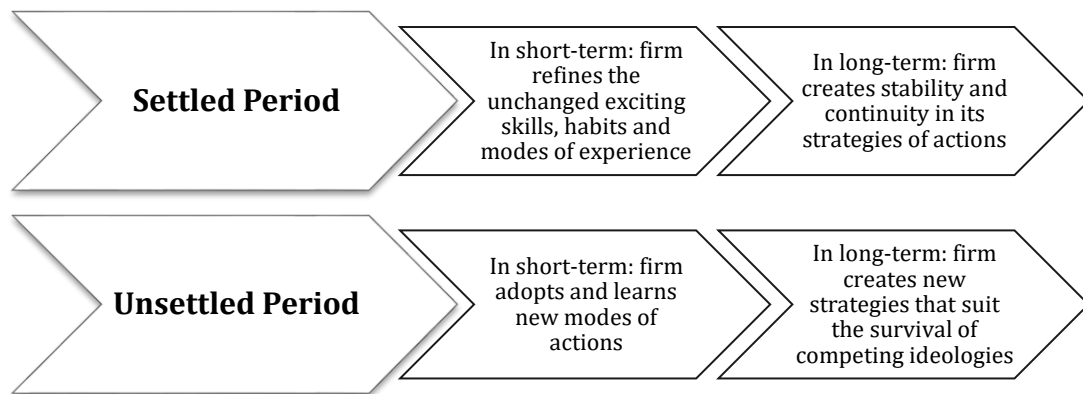 Settled Period
In short-term: firm
refines the
unchanged exciting
skills, habits and
modes of experience
In long-term: firm
creates stability and
continuity in its
strategies of actions
Unsettled Period
In short-term: firm
adopts and learns
new modes of
actions
In long-term: firm
creates new
strategies that suit
the survival of
competing ideologies